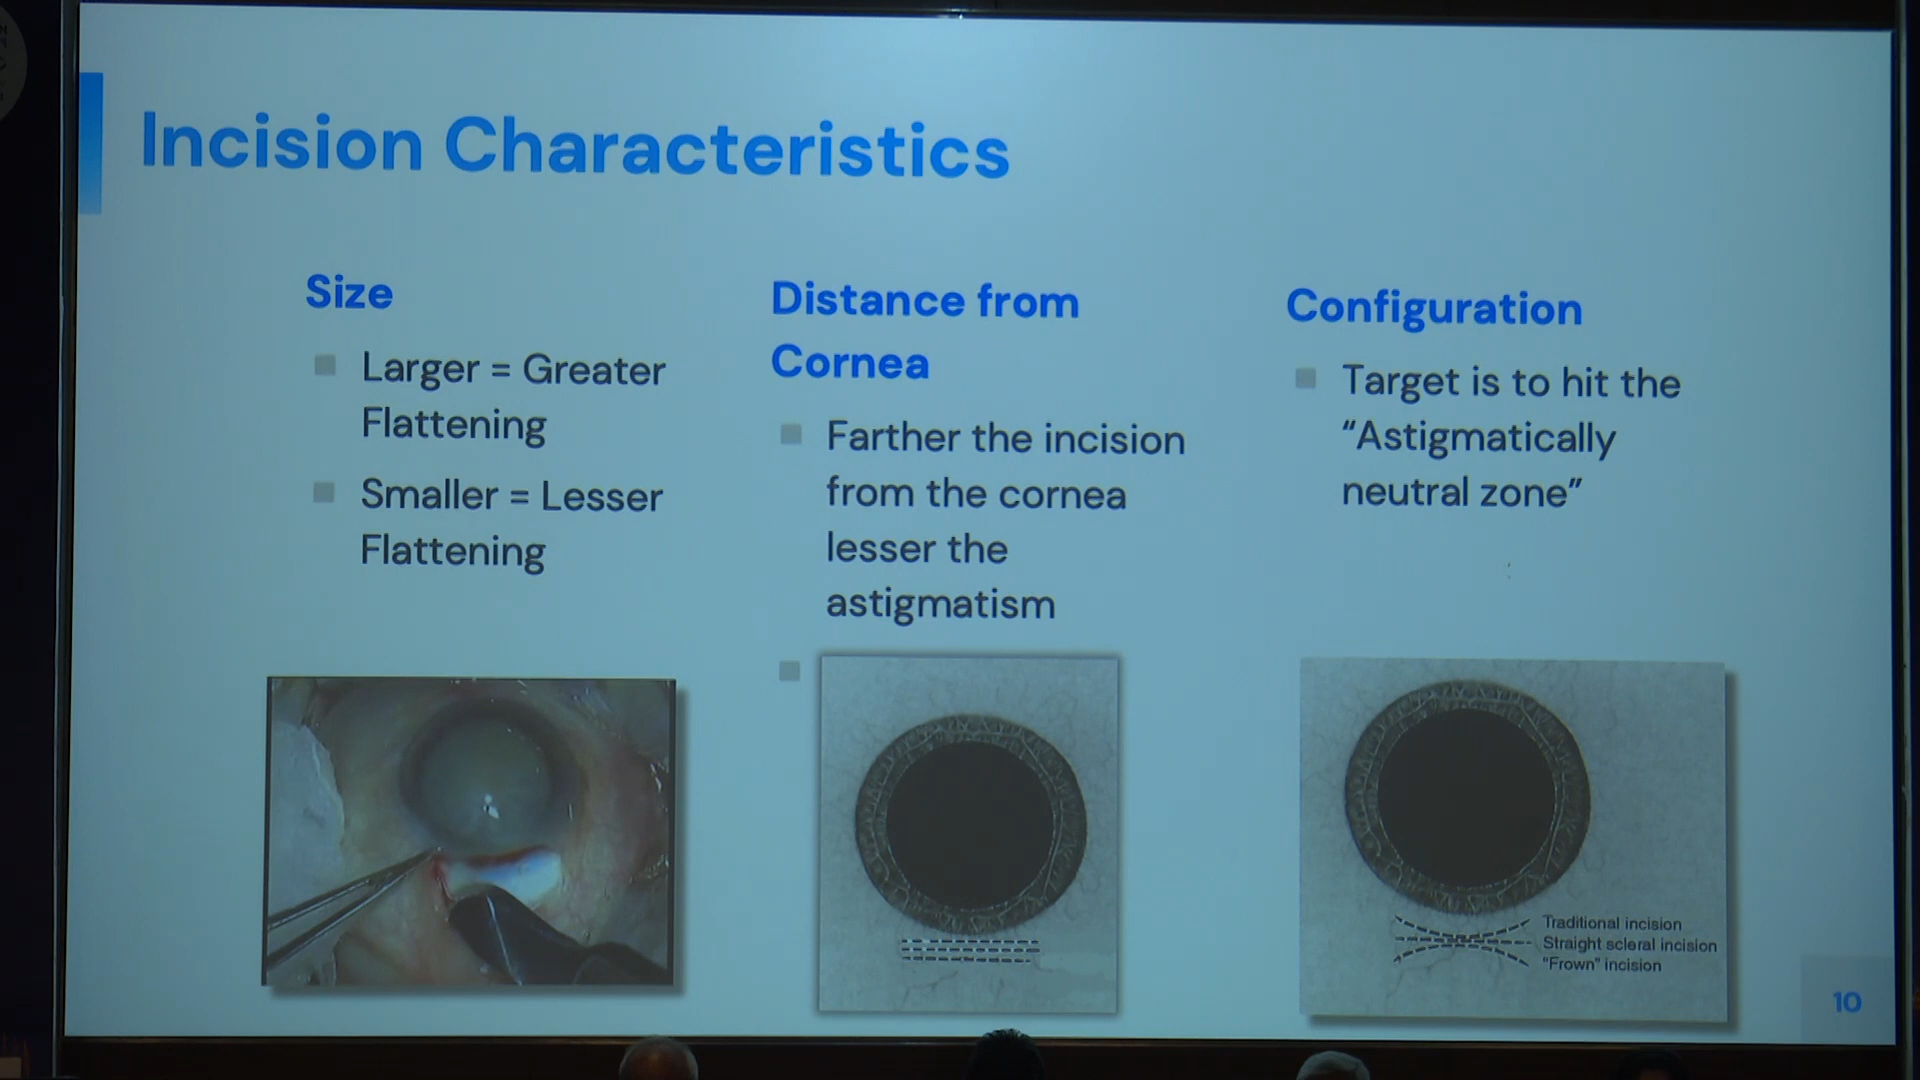 Incision Characteristics
Size
Larger = Greater
Flattening
Smaller = Lesser
Flattening
Distance from
Cornea
Farther the incision
from the cornea
lesser the
astigmatism
Configuration
Target is to hit the
“Astigmatically
neutral zone”
Traditional incision
Straight scleral incision
"Frown" incision
10